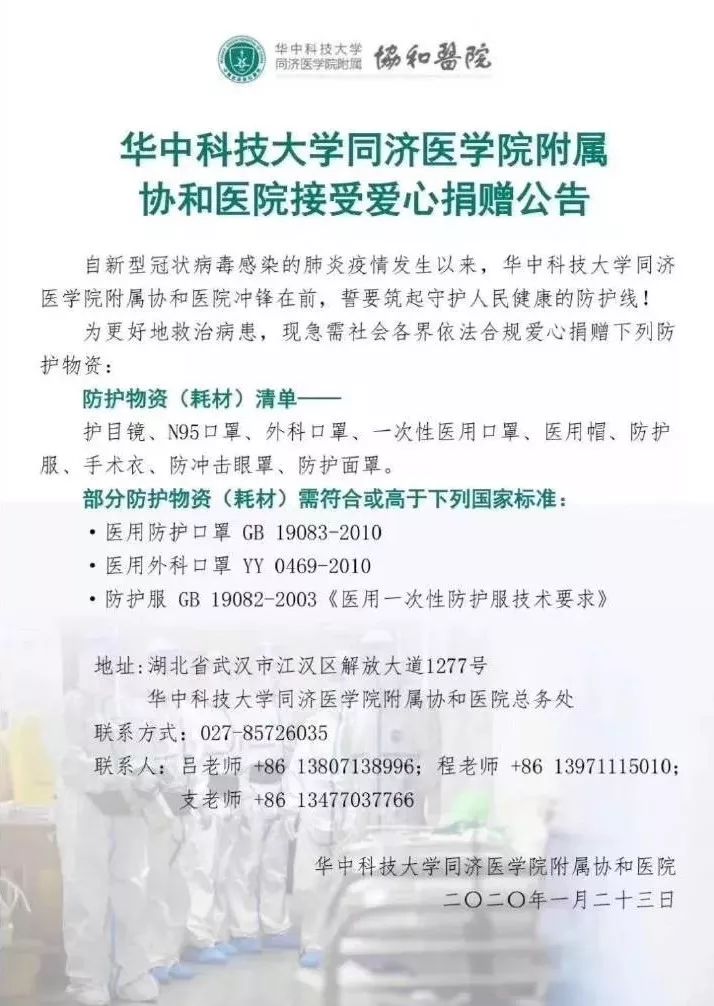 华中科技大学
同济医学院附属
協和醫院
华中科技大学同济医学院附属
协和医院接受爱心捐赠公告
自新型冠状病毒感染的肺炎疫情发生以来，华中科技大学同济
医学院附属协和医院冲锋在前，誓要筑起守护人民健康的防护线！
为更好地救治病患，现急需社会各界依法合规爱心捐赠下列防
护物资：
防护物资（耗材）清单——
护目镜、N95口罩、外科口罩、一次性医用口罩、医用帽、防护
服、手术衣、防冲击眼罩、防护面罩。
部分防护物资（耗材）需符合或高于下列国家标准：
·医用防护口罩 GB 19083-2010
·医用外科口罩 YY 0469-2010
·防护服 GB 19082-2003《医用一次性防护服技术要求》
地址:湖北省武汉市江汉区解放大道1277号
华中科技大学同济医学院附属协和医院总务处
联系方式：027-85726035
联系人：吕老师 +86 13807138996；程老师 +86 13971115010；
支老师 +86 13477037766
华中科技大学同济医学院附属协和医院
二〇二〇年一月二十三日